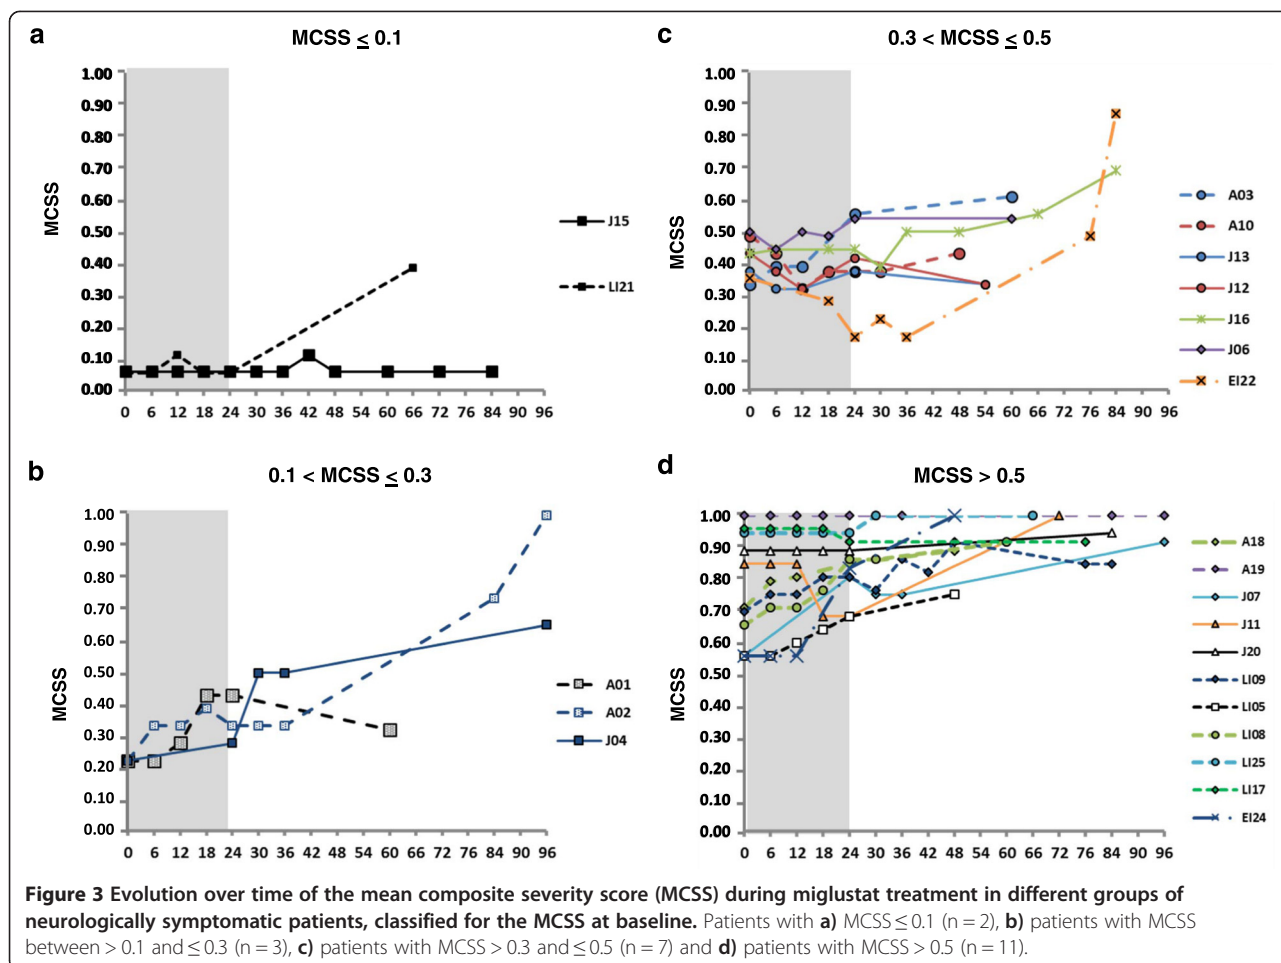 a
MCSS ≤ 0.1
1.00
0.90
0.80
0.70
0.60
0.50
0.40
0.30
0.20
0.10
0.00
MCSS
0 6 12 18 24 30 36 42 48 54 60 66 72 78 84 90 96
J15
LI21
c
0.3 < MCSS ≤ 0.5
1.00
0.90
0.80
0.70
0.60
0.50
0.40
0.30
0.20
0.10
0.00
MCSS
0 6 12 18 24 30 36 42 48 54 60 66 72 76 84 90 96
A03
A10
J13
J12
J16
J06
EI22
b
0.1 < MCSS ≤ 0.3
1.00
0.90
0.80
0.70
0.60
0.50
0.40
0.30
0.20
0.10
0.00
MCSS
0 6 12 18 24 30 36 42 48 54 60 66 72 78 84 90 96
A01
A02
J04
d
MCSS > 0.5
1.00
0.90
0.80
0.70
0.60
0.50
0.40
0.30
0.20
0.10
0.00
MCSS
0 6 12 18 24 30 36 42 48 54 60 66 72 76 84 90 96
A18
A19
J07
J11
J20
LI09
LI05
LI08
LI25
LI17
EI24
Figure 3 Evolution over time of the mean composite severity score (MCSS) during miglustat treatment in different groups of
neurologically symptomatic patients, classified for the MCSS at baseline. Patients with a) MCSS ≤ 0.1 (n = 2), b) patients with MCSS
between > 0.1 and ≤ 0.3 (n = 3), c) patients with MCSS > 0.3 and ≤ 0.5 (n = 7) and d) patients with MCSS > 0.5 (n = 11).